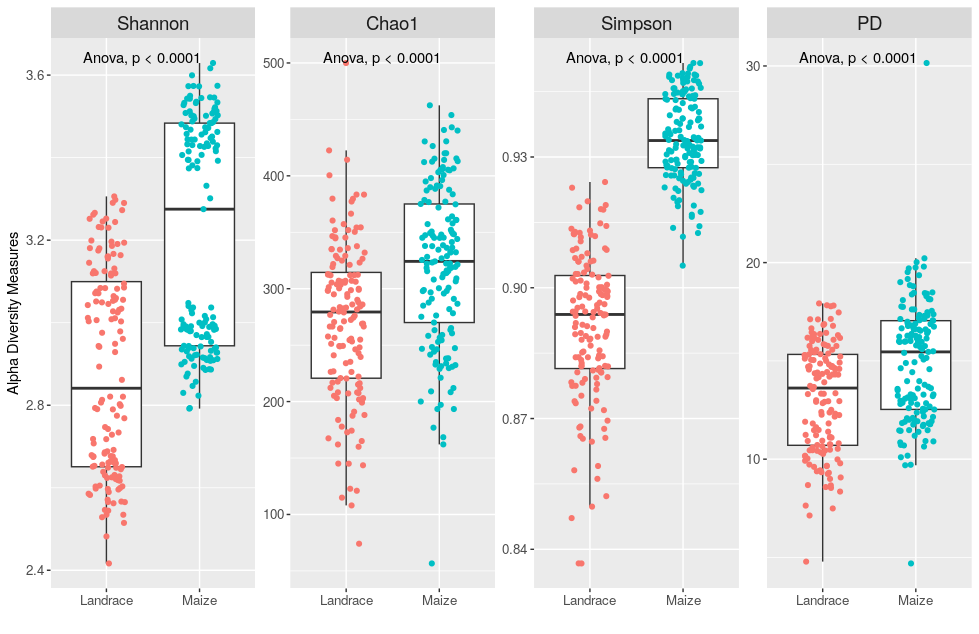 Shannon
Chao1
Simpson
PD
Anova, p < 0.0001
Anova, p < 0.0001
Anova, p < 0.0001
Anova, p < 0.0001
Alpha Diversity Measures
3.6
3.2
2.8
2.4
500
400
300
200
100
0.93
0.90
0.87
0.84
30
20
10
Landrace
Maize
Landrace
Maize
Landrace
Maize
Landrace
Maize